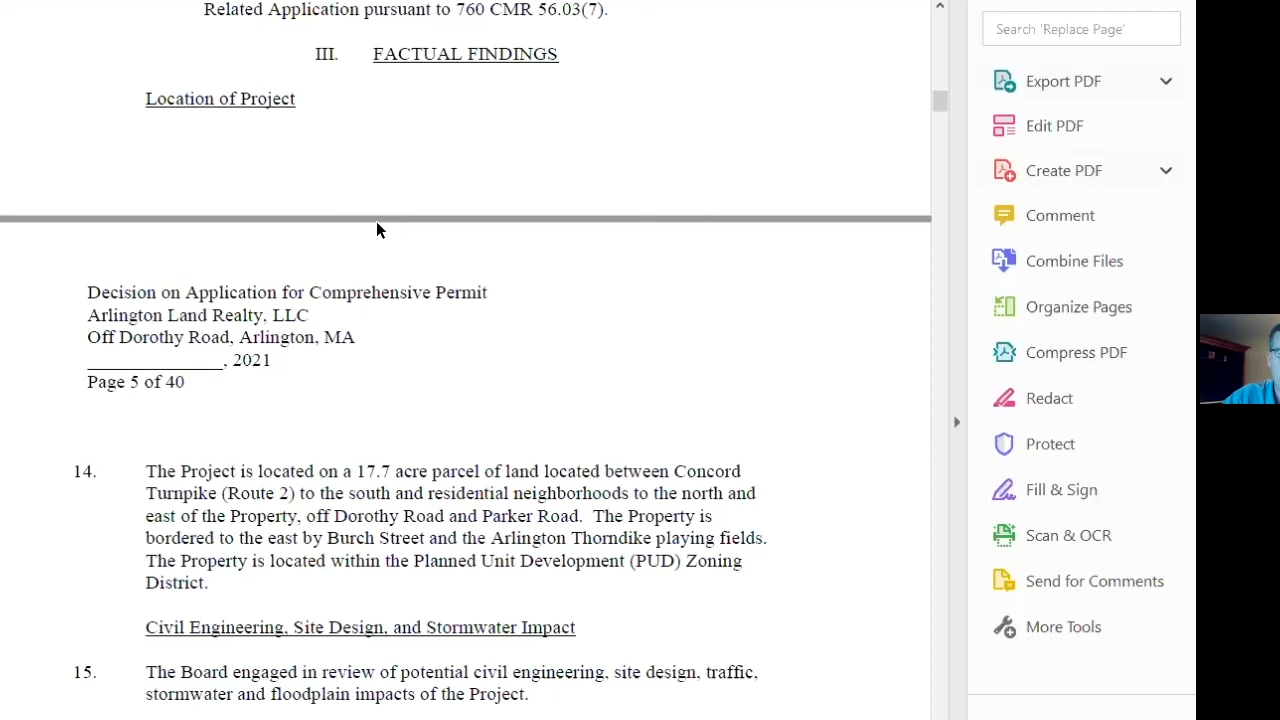 Related Application pursuant to 760 CMR 56.03(7).
III. FACTUAL FINDINGS
Location of Project
Decision on Application for Comprehensive Permit
Arlington Land Realty, LLC
Off Dorothy Road, Arlington, MA
______________, 2021
Page 5 of 40
14. The Project is located on a 17.7 acre parcel of land located between Concord
Turnpike (Route 2) to the south and residential neighborhoods to the north and
east of the Property, off Dorothy Road and Parker Road. The Property is
bordered to the east by Burch Street and the Arlington Thorndike playing fields.
The Property is located within the Planned Unit Development (PUD) Zoning
District.
Civil Engineering, Site Design, and Stormwater Impact
15. The Board engaged in review of potential civil engineering, site design, traffic,
stormwater and floodplain impacts of the Project.
Search 'Replace Page'
Export PDF
Edit PDF
Create PDF
Comment
Combine Files
Organize Pages
Compress PDF
Redact
Protect
Fill & Sign
Scan & OCR
Send for Comments
More Tools